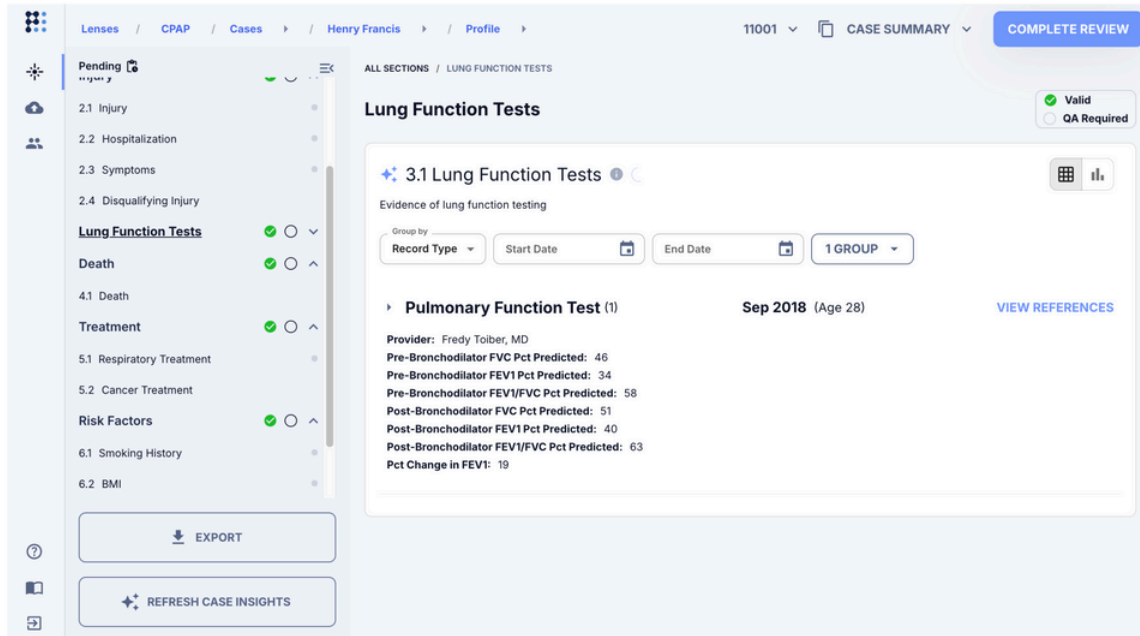 Lenses / CPAP / Cases / Henry Francis / Profile
11001
CASE SUMMARY
COMPLETE REVIEW
Pending
Injury
2.1 Injury
2.2 Hospitalization
2.3 Symptoms
2.4 Disqualifying Injury
Lung Function Tests
Death
4.1 Death
Treatment
5.1 Respiratory Treatment
5.2 Cancer Treatment
Risk Factors
6.1 Smoking History
6.2 BMI
EXPORT
REFRESH CASE INSIGHTS
ALL SECTIONS / LUNG FUNCTION TESTS
Lung Function Tests
Valid
QA Required
3.1 Lung Function Tests
Evidence of lung function testing
Group by
Record Type
Start Date
End Date
1 GROUP
Pulmonary Function Test (1) Sep 2018 (Age 28) VIEW REFERENCES
Provider: Fredy Toiber, MD
Pre-Bronchodilator FVC Pct Predicted: 46
Pre-Bronchodilator FEV1 Pct Predicted: 34
Pre-Bronchodilator FEV1/FVC Pct Predicted: 58
Post-Bronchodilator FVC Pct Predicted: 51
Post-Bronchodilator FEV1 Pct Predicted: 40
Post-Bronchodilator FEV1/FVC Pct Predicted: 63
Pct Change in FEV1: 19